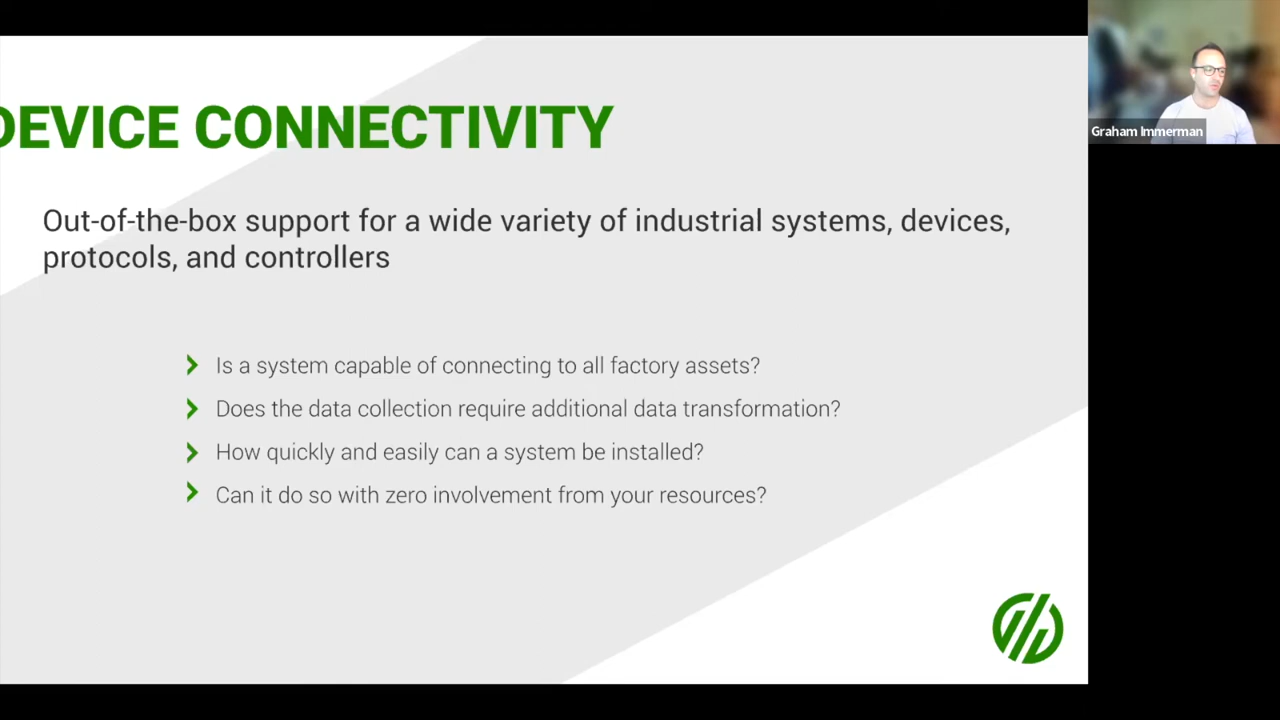 DEVICE CONNECTIVITY
Graham Immerman
Out-of-the-box support for a wide variety of industrial systems, devices,
protocols, and controllers
Is a system capable of connecting to all factory assets?
Does the data collection require additional data transformation?
How quickly and easily can a system be installed?
Can it do so with zero involvement from your resources?